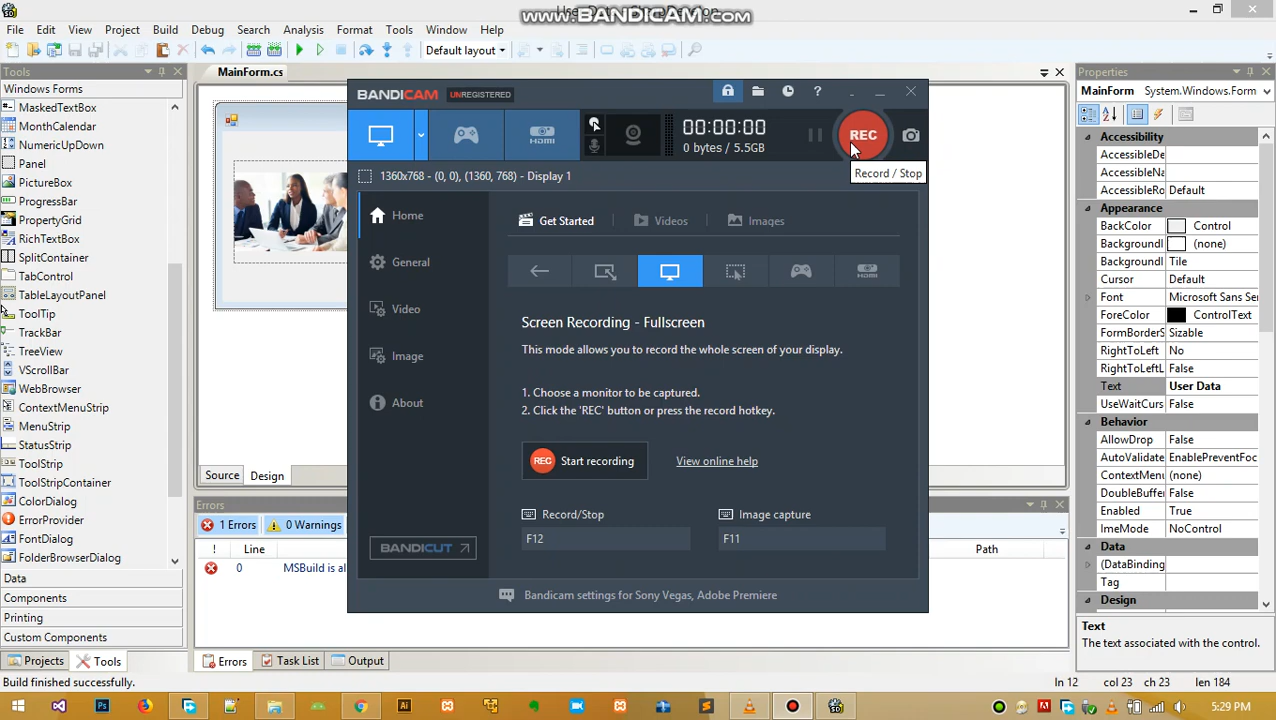 www.BANDICAM.com
File Edit View Project Build Debug Search Analysis Format Tools Window Help
Default layout
Tools
Windows Forms
MaskedTextBox
MonthCalendar
NumericUpDown
Panel
PictureBox
ProgressBar
PropertyGrid
RichTextBox
SplitContainer
TabControl
TableLayoutPanel
ToolTip
TrackBar
TreeView
VScrollBar
WebBrowser
ContextMenuStrip
MenuStrip
StatusStrip
ToolStrip
ToolStripContainer
ColorDialog
ErrorProvider
FontDialog
FolderBrowserDialog
Data
Components
Printing
Custom Components
Projects Tools
MainForm.cs
Source Design
BANDICAM UNREGISTERED
HDMI
00:00:00
0 bytes / 5.5GB
REC
Record / Stop
1360x768 - (0, 0), (1360, 768) - Display 1
Home
General
Video
Image
About
BANDICUT
Get Started Videos Images
HDMI
Screen Recording - Fullscreen
This mode allows you to record the whole screen of your display.
1. Choose a monitor to be captured.
2. Click the 'REC' button or press the record hotkey.
REC Start recording View online help
Record/Stop Image capture
F12 F11
Bandicam settings for Sony Vegas, Adobe Premiere
Errors
1 Errors 0 Warnings
! Line Path
0 MSBuild is al
Errors Task List Output
Properties
MainForm System.Windows.Form
Accessibility
AccessibleDe
AccessibleNa
AccessibleRo Default
Appearance
BackColor Control
Background (none)
Background Tile
Cursor Default
Font Microsoft Sans Se
ForeColor ControlText
FormBorderS Sizable
RightToLeft No
RightToLeft False
Text User Data
UseWaitCurs False
Behavior
AllowDrop False
AutoValidate EnablePreventFoc
ContextMenu (none)
DoubleBuffer False
Enabled True
ImeMode NoControl
Data
(DataBinding
Tag
Design
Text
The text associated with the control.
Build finished successfully. ln 12 col 23 ch 23 len 184
Ps Ai
5:29 PM